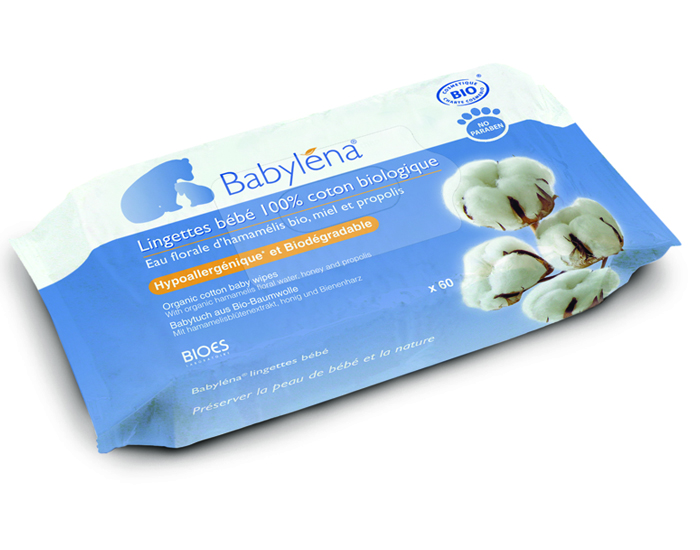 COSMETIQUE
BIO
CHARTE COSMEBIO
®
NO
PARABEN
Babyléna®
Lingettes bébé 100% coton biologique
Eau florale d'hamamélis bio, miel et propolis
Hypoallergénique* et Biodégradable
Organic cotton baby wipes
With organic hamamelis floral water, honey and propolis
Babytuch aus Bio-Baumwolle
Mit hamamelisblütenextrakt, honig und Bienenharz
x 60
BIOES
LABORATOIRES
Babyléna® lingettes bébé
Préserver la peau de bébé et la nature